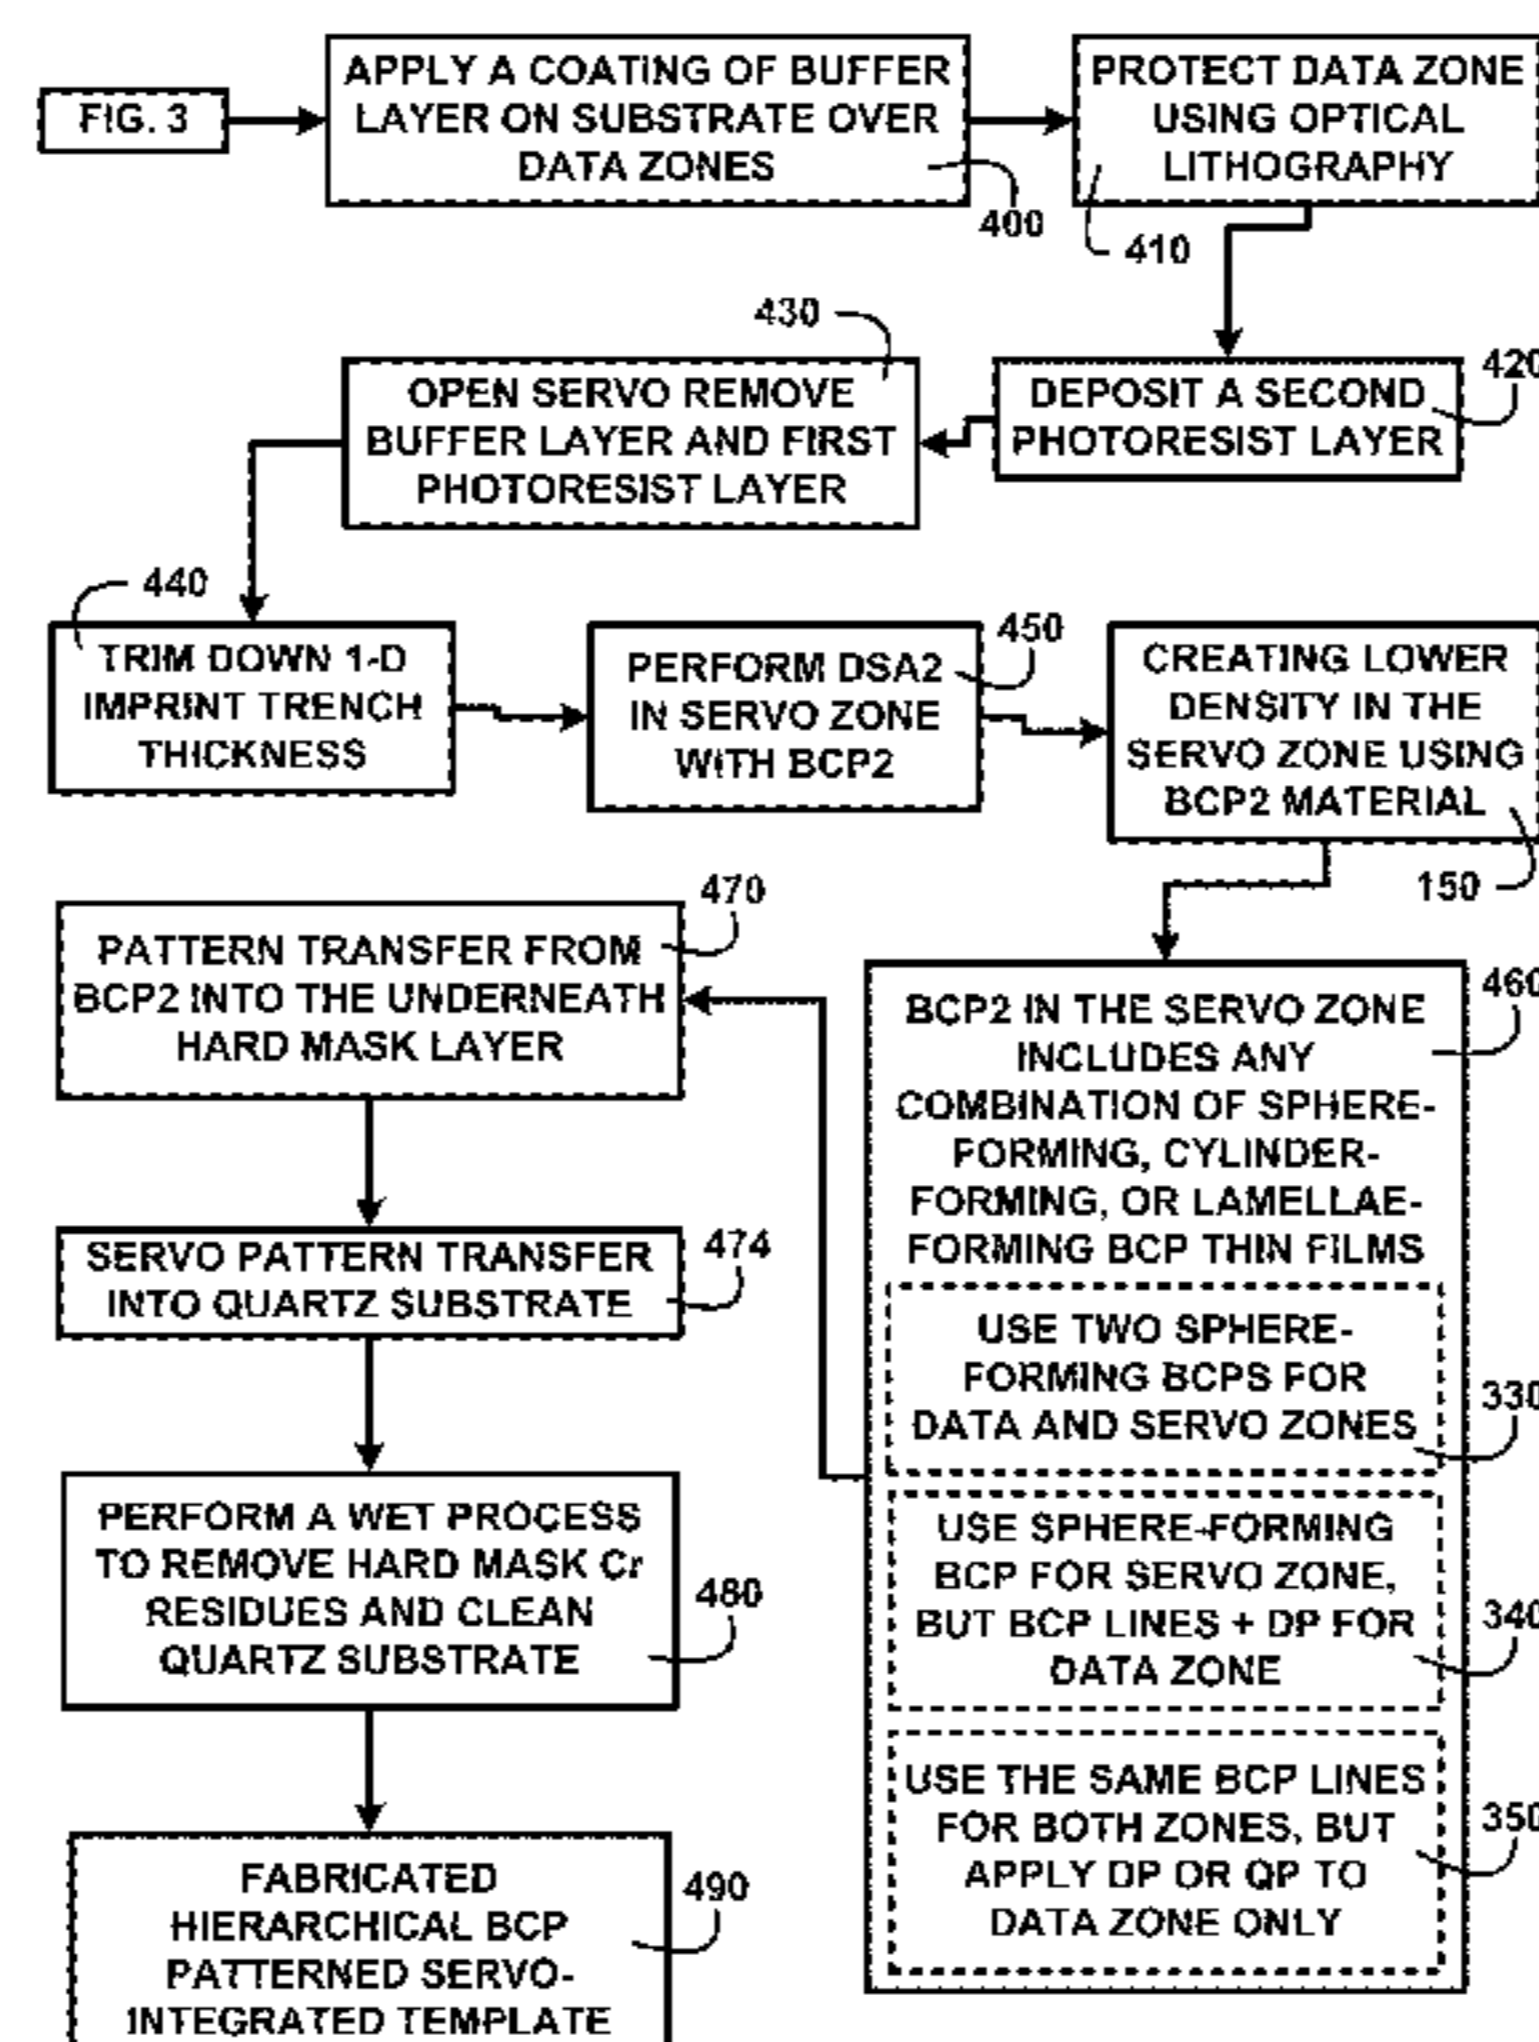 FIG. 3
APPLY A COATING OF BUFFER
LAYER ON SUBSTRATE OVER
DATA ZONES
400
PROTECT DATA ZONE
USING OPTICAL
LITHOGRAPHY
410
DEPOSIT A SECOND
PHOTORESIST LAYER
420
OPEN SERVO REMOVE
BUFFER LAYER AND FIRST
PHOTORESIST LAYER
430
TRIM DOWN 1-D
IMPRINT TRENCH
THICKNESS
440
PERFORM DSA2
IN SERVO ZONE
WITH BCP2
450
CREATING LOWER
DENSITY IN THE
SERVO ZONE USING
BCP2 MATERIAL
150
BCP2 IN THE SERVO ZONE
INCLUDES ANY
COMBINATION OF SPHERE-
FORMING, CYLINDER-
FORMING, OR LAMELLAE-
FORMING BCP THIN FILMS
460
USE TWO SPHERE-
FORMING BCPS FOR
DATA AND SERVO ZONES
330
USE SPHERE-FORMING
BCP FOR SERVO ZONE,
BUT BCP LINES + DP FOR
DATA ZONE
340
USE THE SAME BCP LINES
FOR BOTH ZONES, BUT
APPLY DP OR QP TO
DATA ZONE ONLY
350
PATTERN TRANSFER FROM
BCP2 INTO THE UNDERNEATH
HARD MASK LAYER
470
SERVO PATTERN TRANSFER
INTO QUARTZ SUBSTRATE
474
PERFORM A WET PROCESS
TO REMOVE HARD MASK Cr
RESIDUES AND CLEAN
QUARTZ SUBSTRATE
480
FABRICATED
HIERARCHICAL BCP
PATTERNED SERVO-
INTEGRATED TEMPLATE
490